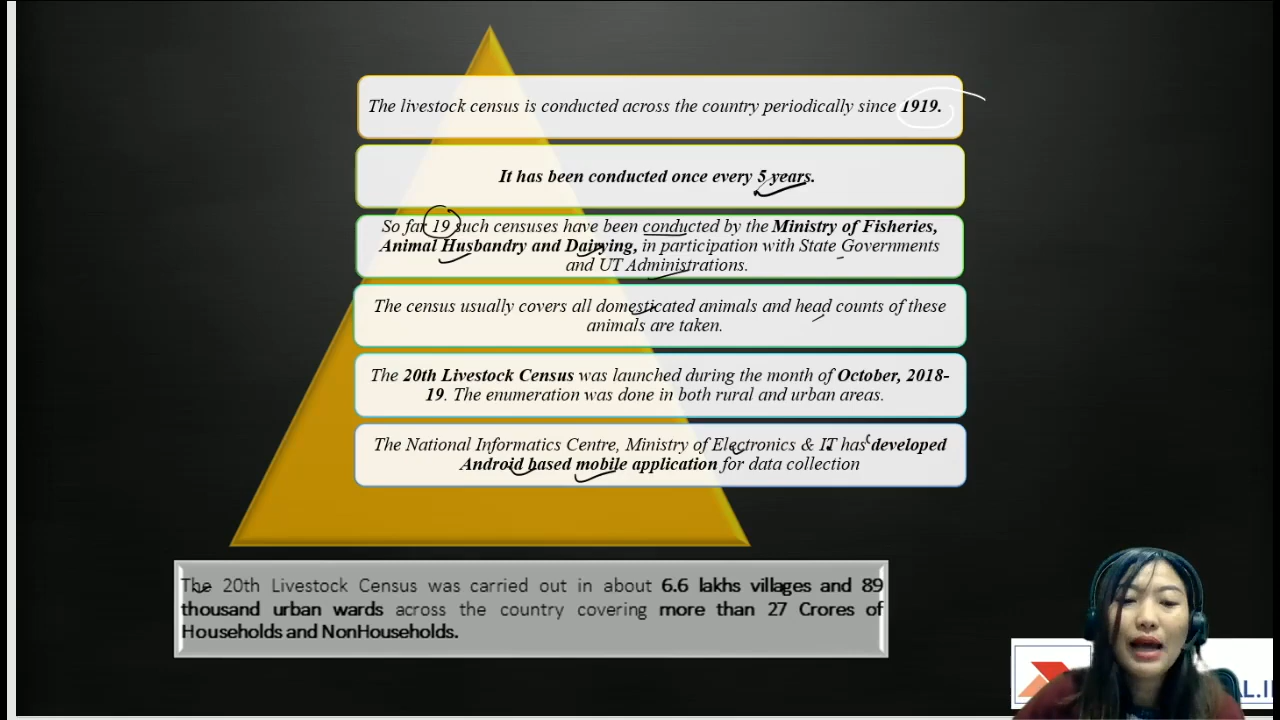 The livestock census is conducted across the country periodically since 1919.
It has been conducted once every 5 years.
So far 19 such censuses have been conducted by the Ministry of Fisheries,
Animal Husbandry and Dairying, in participation with State Governments
and UT Administrations.
The census usually covers all domesticated animals and head counts of these
animals are taken.
The 20th Livestock Census was launched during the month of October, 2018-
19. The enumeration was done in both rural and urban areas.
The National Informatics Centre, Ministry of Electronics & IT has developed
Android based mobile application for data collection
The 20th Livestock Census was carried out in about 6.6 lakhs villages and 89
thousand urban wards across the country covering more than 27 Crores of
Households and NonHouseholds.
AL.I